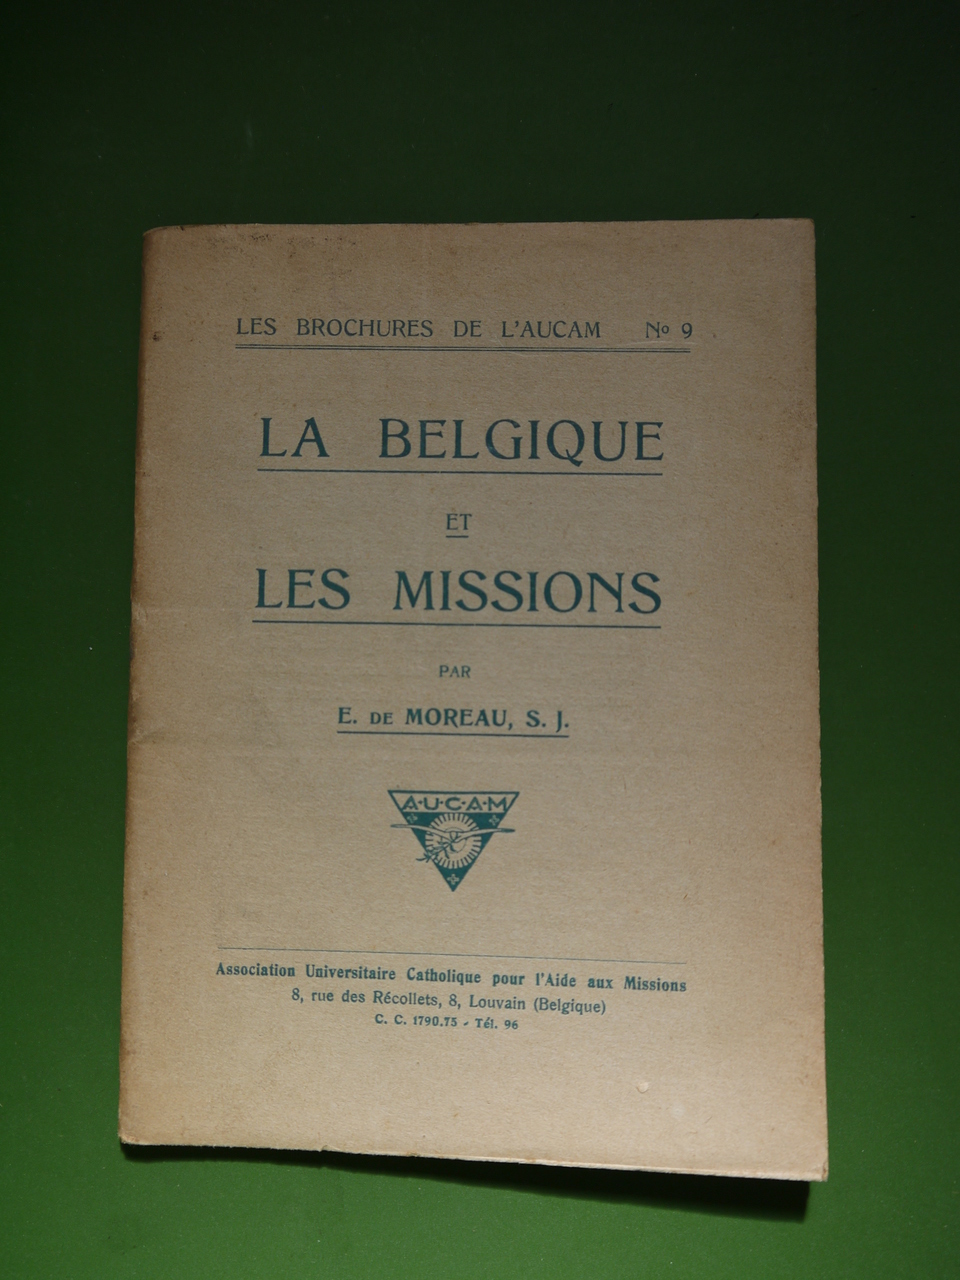 LES BROCHURES DE L'AUCAM No 9
LA BELGIQUE
ET
LES MISSIONS
PAR
E. DE MOREAU, S. J.
A·U·C·A·M
Association Universitaire Catholique pour l'Aide aux Missions
8, rue des Récollets, 8, Louvain (Belgique)
C. C. 1790.75 - Tél. 96